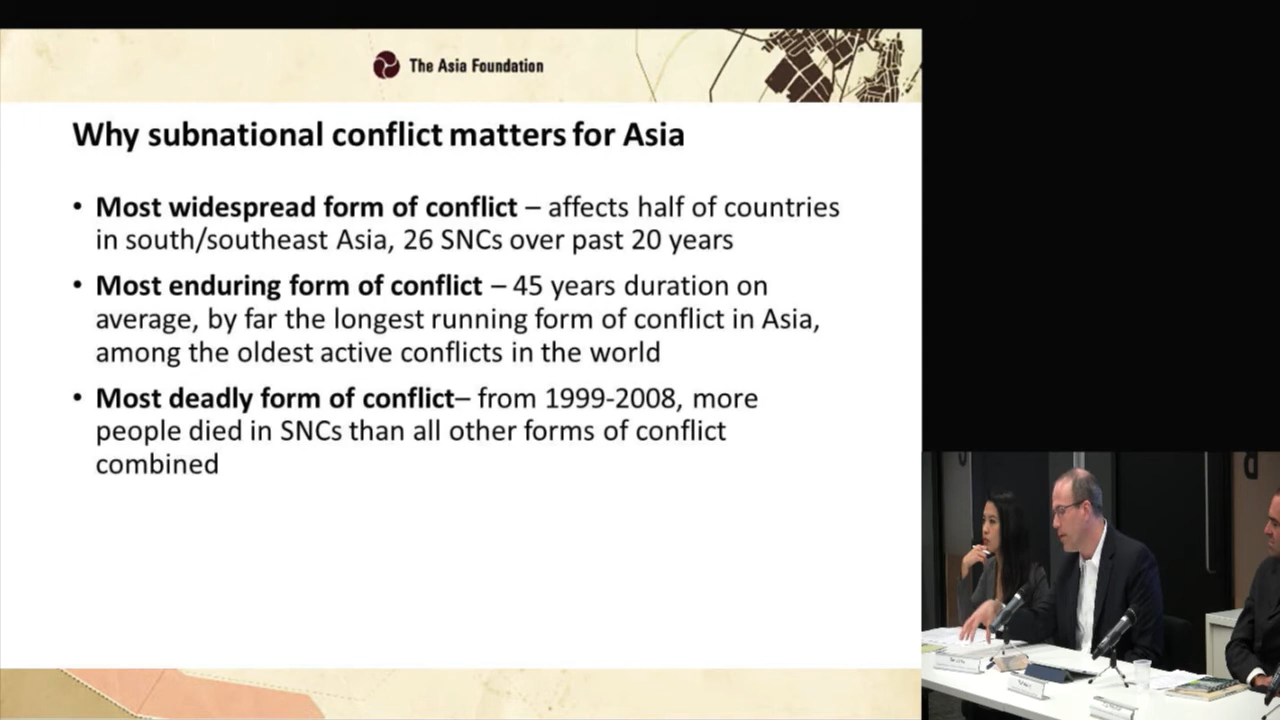 The Asia Foundation
Why subnational conflict matters for Asia
• Most widespread form of conflict – affects half of countries
in south/southeast Asia, 26 SNCs over past 20 years
• Most enduring form of conflict – 45 years duration on
average, by far the longest running form of conflict in Asia,
among the oldest active conflicts in the world
• Most deadly form of conflict– from 1999-2008, more
people died in SNCs than all other forms of conflict
combined